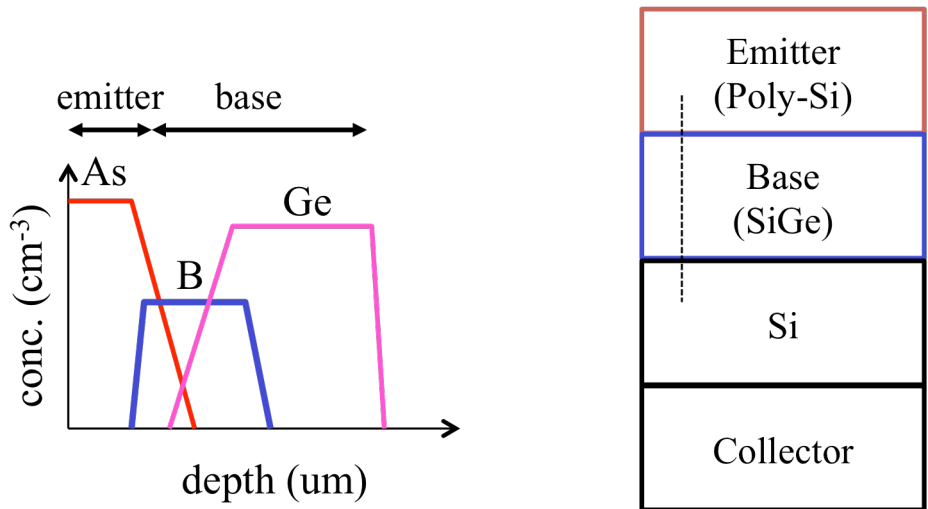 emitter
base
As
Ge
B
conc. (cm-3)
depth (um)
Emitter
(Poly-Si)
Base
(SiGe)
Si
Collector